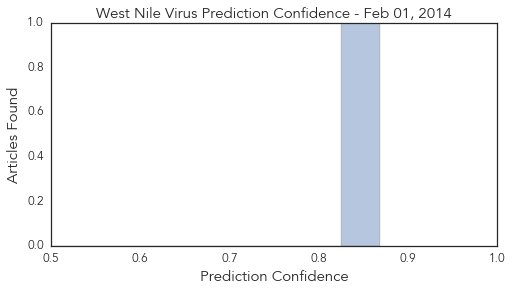 West Nile Virus Prediction Confidence - Feb 01, 2014
1.0
0.8
0.6
0.4
0.2
0.0
Articles Found
0.5 0.6 0.7 0.8 0.9 1.0
Prediction Confidence